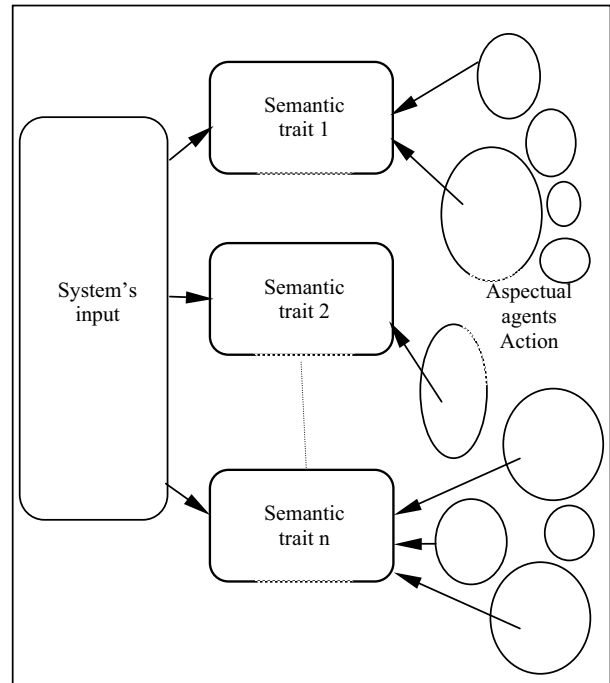 Semantic
trait 1
System's
input
Semantic
trait 2
Aspectual
agents
Action
Semantic
trait n